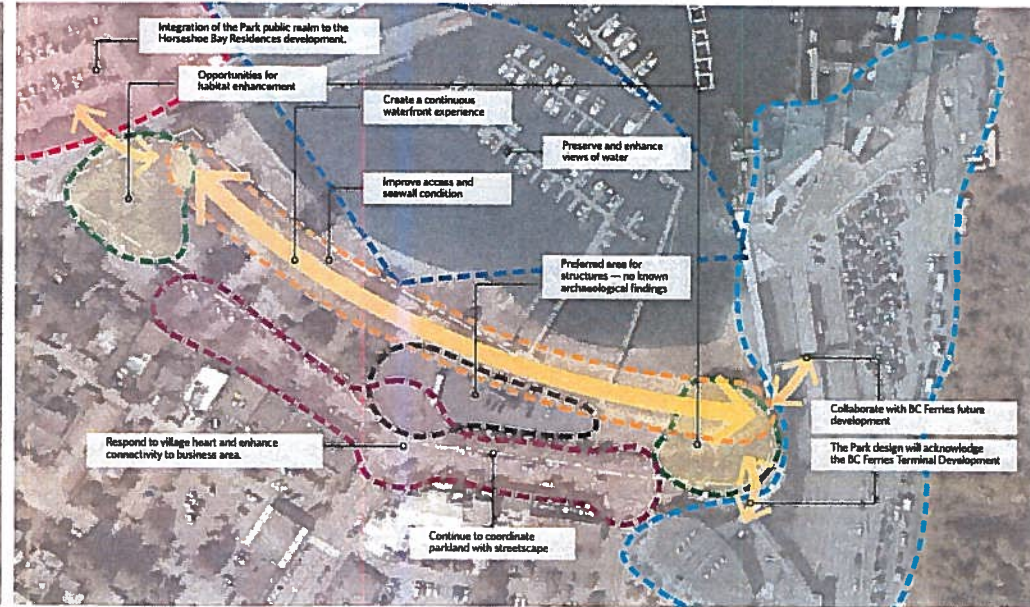 Integration of the Park public realm to the
Horseshoe Bay Residences development.
Opportunities for
habitat enhancement
Create a continuous
waterfront experience
Preserve and enhance
views of water
Improve access and
seawall condition
Preferred area for
structures — no known
archaeological findings
Collaborate with BC Ferries future
development
Respond to village heart and enhance
connectivity to business area.
The Park design will acknowledge
the BC Ferries Terminal Development
Continue to coordinate
parkland with streetscape